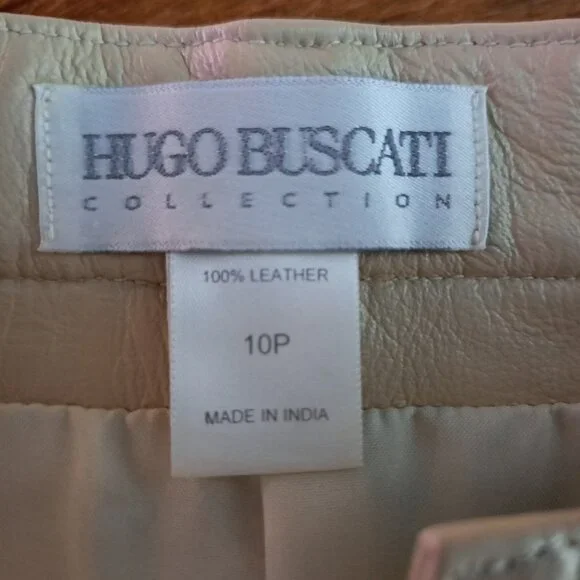 HUGO BUSCATI
COLLECTION
100% LEATHER
10P
MADE IN INDIA